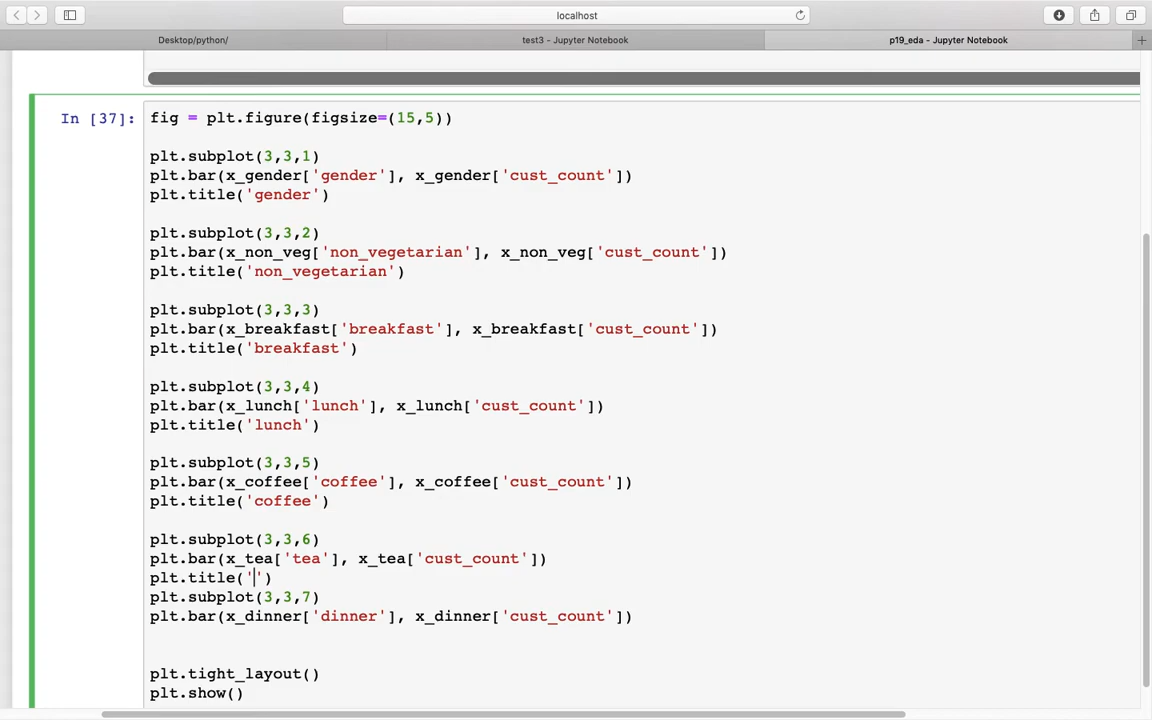 localhost
Desktop/python/
test3 - Jupyter Notebook
p19_eda - Jupyter Notebook
In [37]:
fig = plt.figure(figsize=(15,5))
plt.subplot(3,3,1)
plt.bar(x_gender['gender'], x_gender['cust_count'])
plt.title('gender')
plt.subplot(3,3,2)
plt.bar(x_non_veg['non_vegetarian'], x_non_veg['cust_count'])
plt.title('non_vegetarian')
plt.subplot(3,3,3)
plt.bar(x_breakfast['breakfast'], x_breakfast['cust_count'])
plt.title('breakfast')
plt.subplot(3,3,4)
plt.bar(x_lunch['lunch'], x_lunch['cust_count'])
plt.title('lunch')
plt.subplot(3,3,5)
plt.bar(x_coffee['coffee'], x_coffee['cust_count'])
plt.title('coffee')
plt.subplot(3,3,6)
plt.bar(x_tea['tea'], x_tea['cust_count'])
plt.title('')
plt.subplot(3,3,7)
plt.bar(x_dinner['dinner'], x_dinner['cust_count'])
plt.tight_layout()
plt.show()